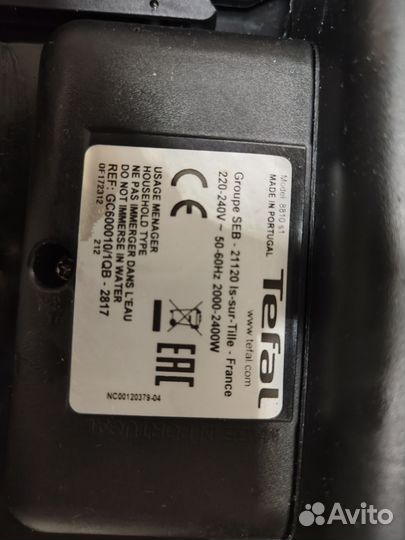 Tefal
www.tefal.com
Model 8810 s1
MADE IN PORTUGAL
Groupe SEB - 21120 Is-sur-Tille - France
220-240V ~ 50-60Hz 2000-2400W
CE
EAC
USAGE MENAGER
HOUSEHOLD TYPE
NE PAS IMMERGER DANS L'EAU
DO NOT IMMERSE IN WATER
REF: GC600010/1QB - 2817
212
NC00120379-04
Avito